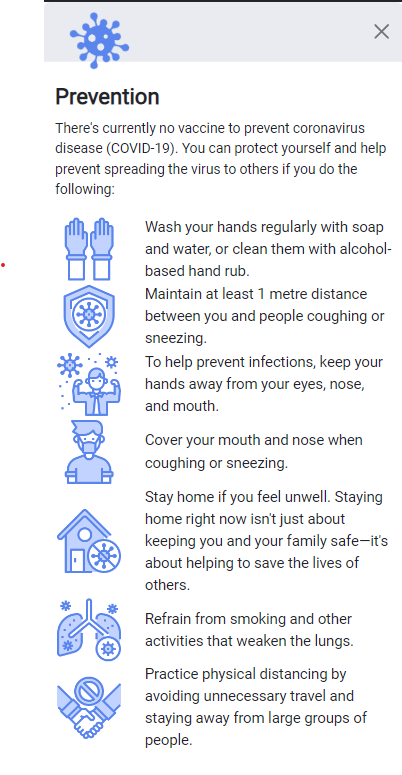 Prevention
There's currently no vaccine to prevent coronavirus
disease (COVID-19). You can protect yourself and help
prevent spreading the virus to others if you do the
following:
Wash your hands regularly with soap
and water, or clean them with alcohol-
based hand rub.
Maintain at least 1 metre distance
between you and people coughing or
sneezing.
To help prevent infections, keep your
hands away from your eyes, nose,
and mouth.
Cover your mouth and nose when
coughing or sneezing.
Stay home if you feel unwell. Staying
home right now isn't just about
keeping you and your family safe—it's
about helping to save the lives of
others.
Refrain from smoking and other
activities that weaken the lungs.
Practice physical distancing by
avoiding unnecessary travel and
staying away from large groups of
people.